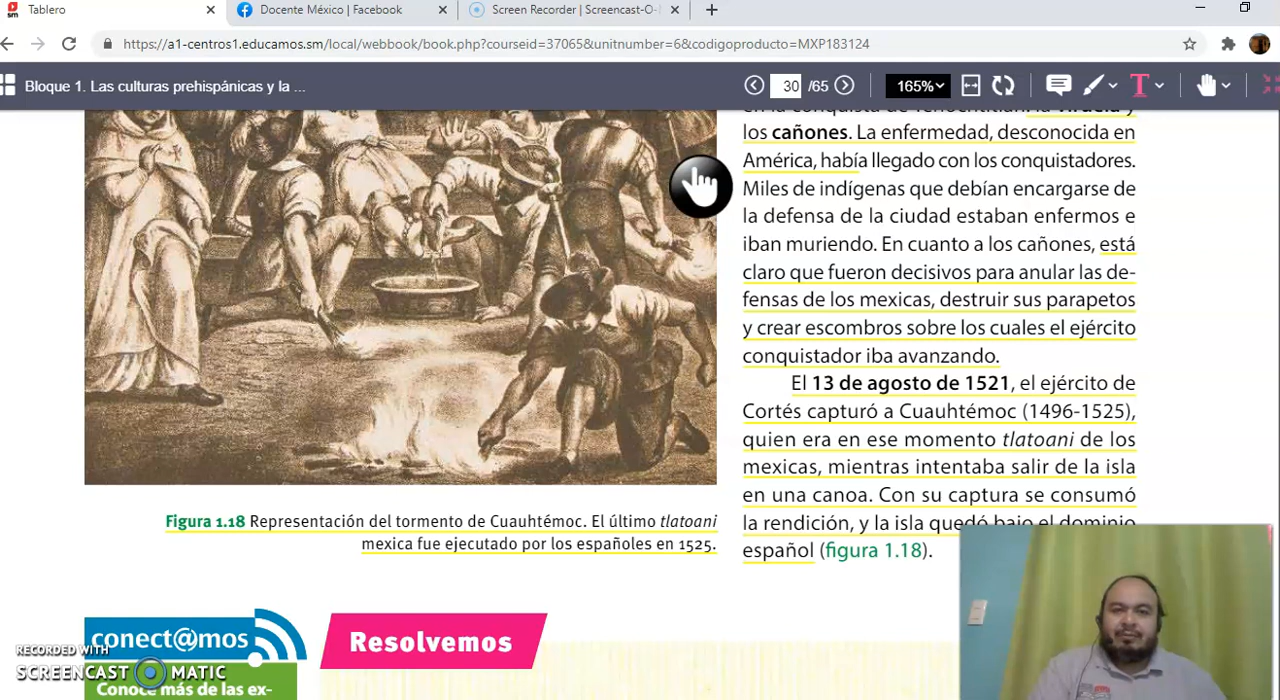 Tablero
Docente México | Facebook
Screen Recorder | Screencast-O-
https://a1-centros1.educamos.sm/local/webbook/book.php?courseid=37065&unitnumber=6&codigoproducto=MXP183124
Bloque 1. Las culturas prehispánicas y la ...
30 /65
165%
los cañones. La enfermedad, desconocida en
América, había llegado con los conquistadores.
Miles de indígenas que debían encargarse de
la defensa de la ciudad estaban enfermos e
iban muriendo. En cuanto a los cañones, está
claro que fueron decisivos para anular las de-
fensas de los mexicas, destruir sus parapetos
y crear escombros sobre los cuales el ejército
conquistador iba avanzando.
El 13 de agosto de 1521, el ejército de
Cortés capturó a Cuauhtémoc (1496-1525),
quien era en ese momento tlatoani de los
mexicas, mientras intentaba salir de la isla
en una canoa. Con su captura se consumó
la rendición, y la isla quedó bajo el dominio
español (figura 1.18).
Figura 1.18 Representación del tormento de Cuauhtémoc. El último tlatoani
mexica fue ejecutado por los españoles en 1525.
conect@mos
Conoce más de las ex-
Resolvemos
RECORDED WITH
SCREENCAST MATIC